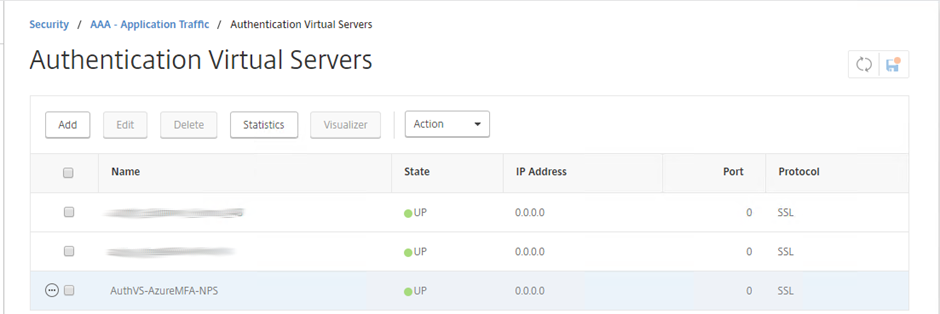 Security / AAA - Application Traffic / Authentication Virtual Servers
Authentication Virtual Servers
Add Edit Delete Statistics Visualizer Action
Name State IP Address Port Protocol
UP 0.0.0.0 0 SSL
UP 0.0.0.0 0 SSL
AuthVS-AzureMFA-NPS UP 0.0.0.0 0 SSL